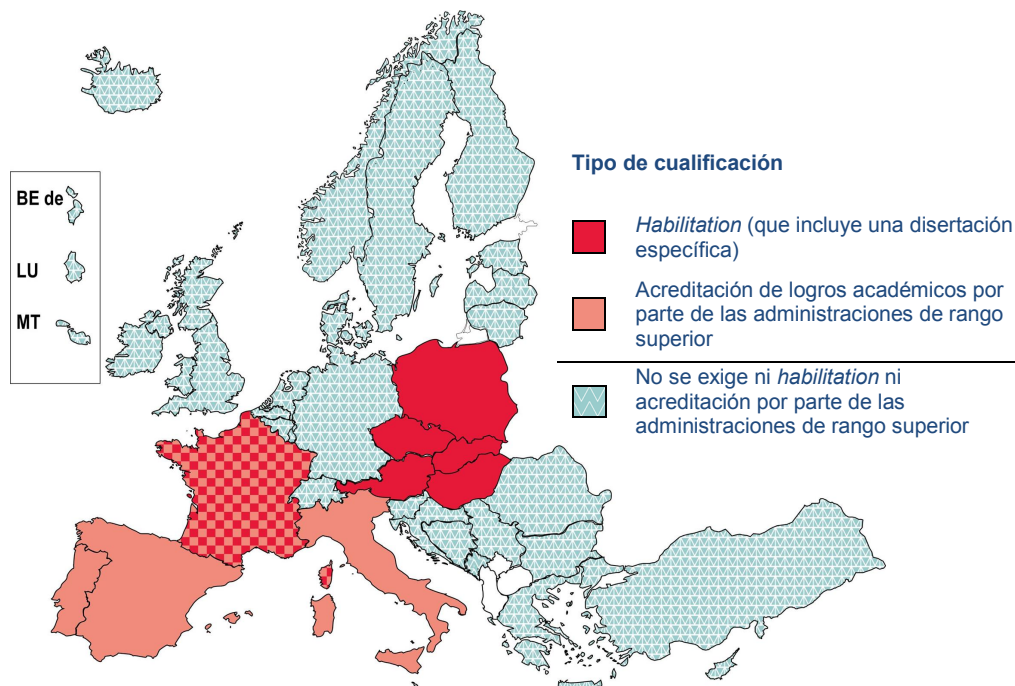 BE de
LU
MT
Tipo de cualificación
Habilitation (que incluye una disertación
específica)
Acreditación de logros académicos por
parte de las administraciones de rango
superior
No se exige ni habilitation ni
acreditación por parte de las
administraciones de rango superior